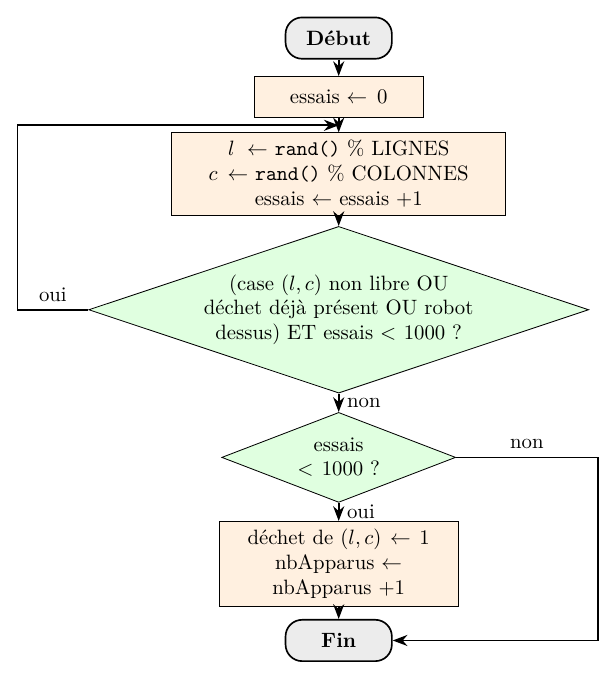 Début
essais ← 0
l ← rand() % LIGNES
c ← rand() % COLONNES
essais ← essais +1
(case (l, c) non libre OU
déchet déjà présent OU robot
dessus) ET essais < 1000 ?
oui
non
essais
< 1000 ?
non
oui
déchet de (l, c) ← 1
nbApparus ←
nbApparus +1
Fin